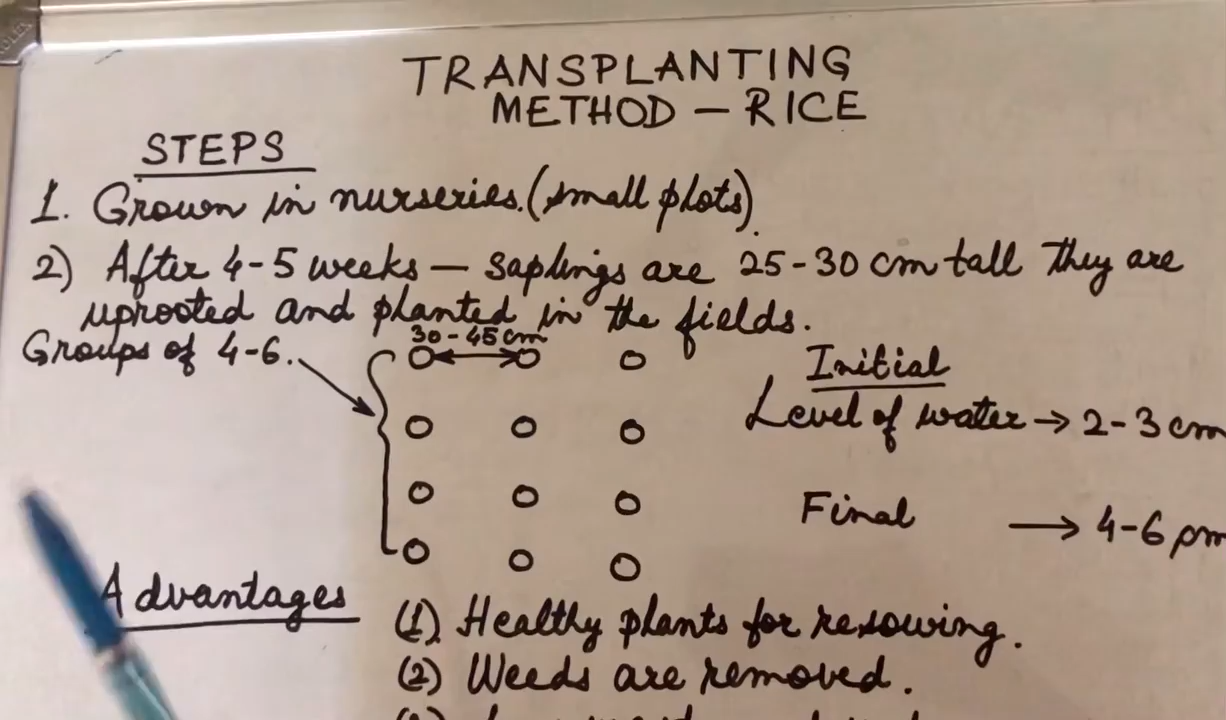 TRANSPLANTING
METHOD — RICE
STEPS
1. Grown in nurseries. (small plots)
2) After 4-5 weeks — saplings are 25-30 cm tall They are
uprooted and planted in the fields.
Groups of 4-6.
30-45 cm
Initial
Level of water → 2-3 cm
Final → 4-6
Advantages
(1) Healthy plants for resowing.
(2) Weeds are removed.